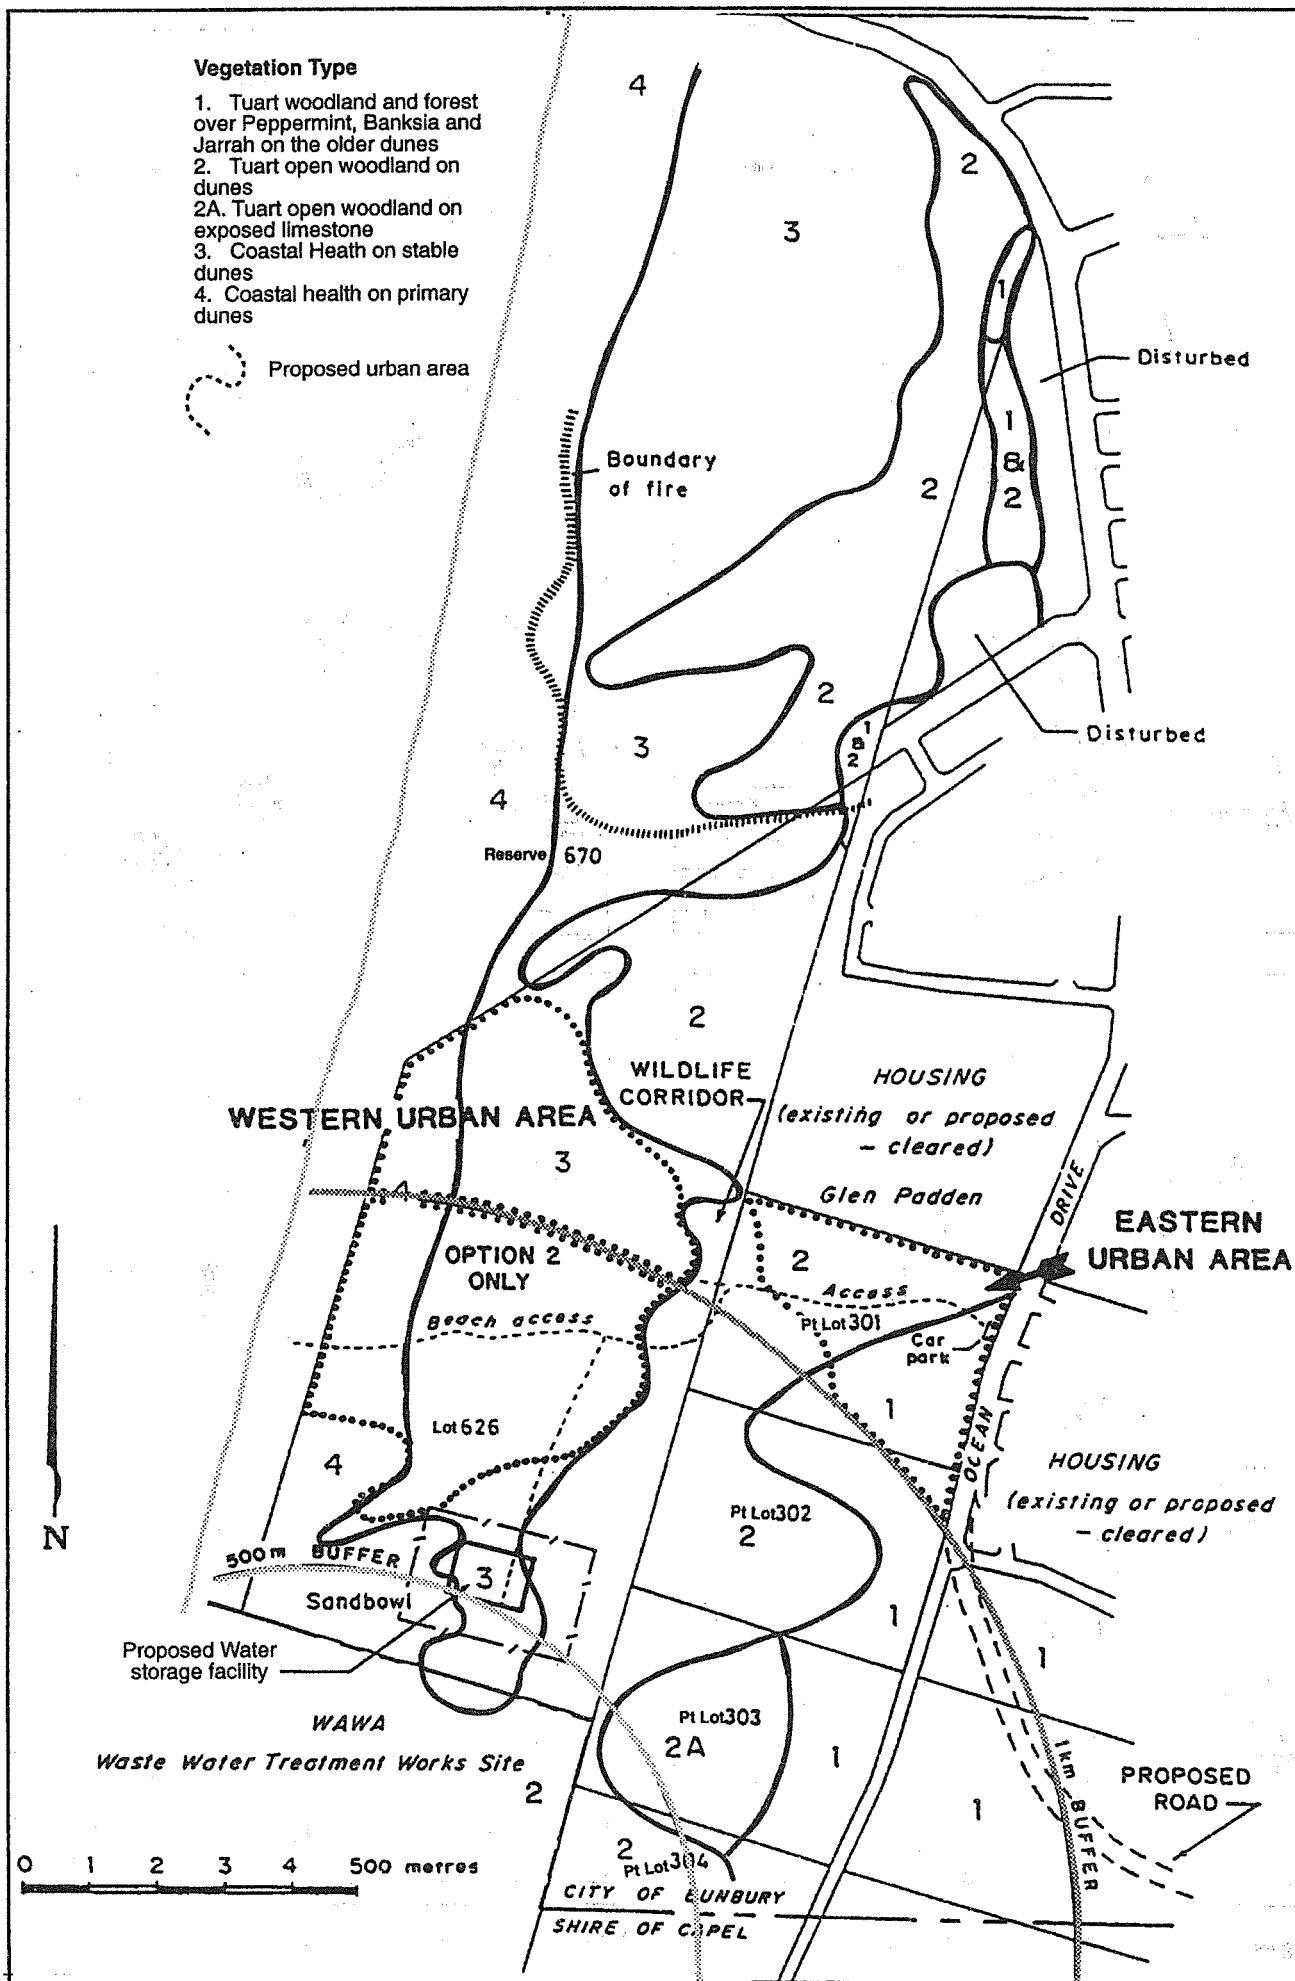 Vegetation Type
1. Tuart woodland and forest
over Peppermint, Banksia and
Jarrah on the older dunes
2. Tuart open woodland on
dunes
2A. Tuart open woodland on
exposed limestone
3. Coastal Heath on stable
dunes
4. Coastal health on primary
dunes
Proposed urban area
4
2
3
1
Disturbed
1
&
2
Boundary
of fire
2
2
3
1
&
2
Disturbed
4
Reserve 670
2
WILDLIFE
CORRIDOR
HOUSING
(existing or proposed
- cleared)
WESTERN URBAN AREA
3
Glen Padden
DRIVE
EASTERN
URBAN AREA
OPTION 2
ONLY
2
Access
Beach access
Pt Lot 301
Car
park
1
Lot 626
4
OCEAN
HOUSING
(existing or proposed
- cleared)
Pt Lot 302
2
N
500m BUFFER
3
Sandbowl
1
1
Proposed Water
storage facility
Pt Lot 303
2A
WAWA
Waste Water Treatment Works Site
2
1
1
1km BUFFER
PROPOSED
ROAD
2
Pt Lot 304
0 1 2 3 4 500 metres
CITY OF BUNBURY
SHIRE OF CAPEL